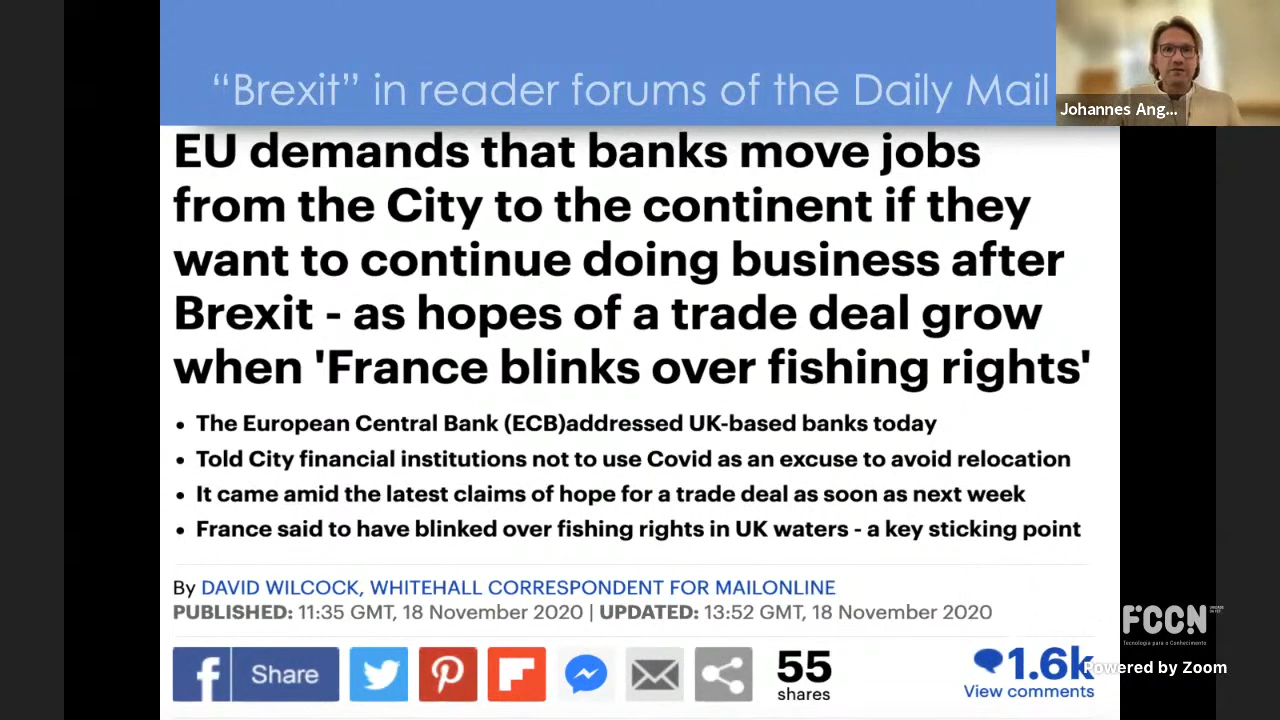 “Brexit” in reader forums of the Daily Mail
Johannes Ang...
EU demands that banks move jobs
from the City to the continent if they
want to continue doing business after
Brexit - as hopes of a trade deal grow
when 'France blinks over fishing rights'
• The European Central Bank (ECB)addressed UK-based banks today
• Told City financial institutions not to use Covid as an excuse to avoid relocation
• It came amid the latest claims of hope for a trade deal as soon as next week
• France said to have blinked over fishing rights in UK waters - a key sticking point
By DAVID WILCOCK, WHITEHALL CORRESPONDENT FOR MAILONLINE
PUBLISHED: 11:35 GMT, 18 November 2020 | UPDATED: 13:52 GMT, 18 November 2020
f Share
55
shares
1.6k
View comments
FCCN
Tecnologia para o Conhecimento
Powered by Zoom